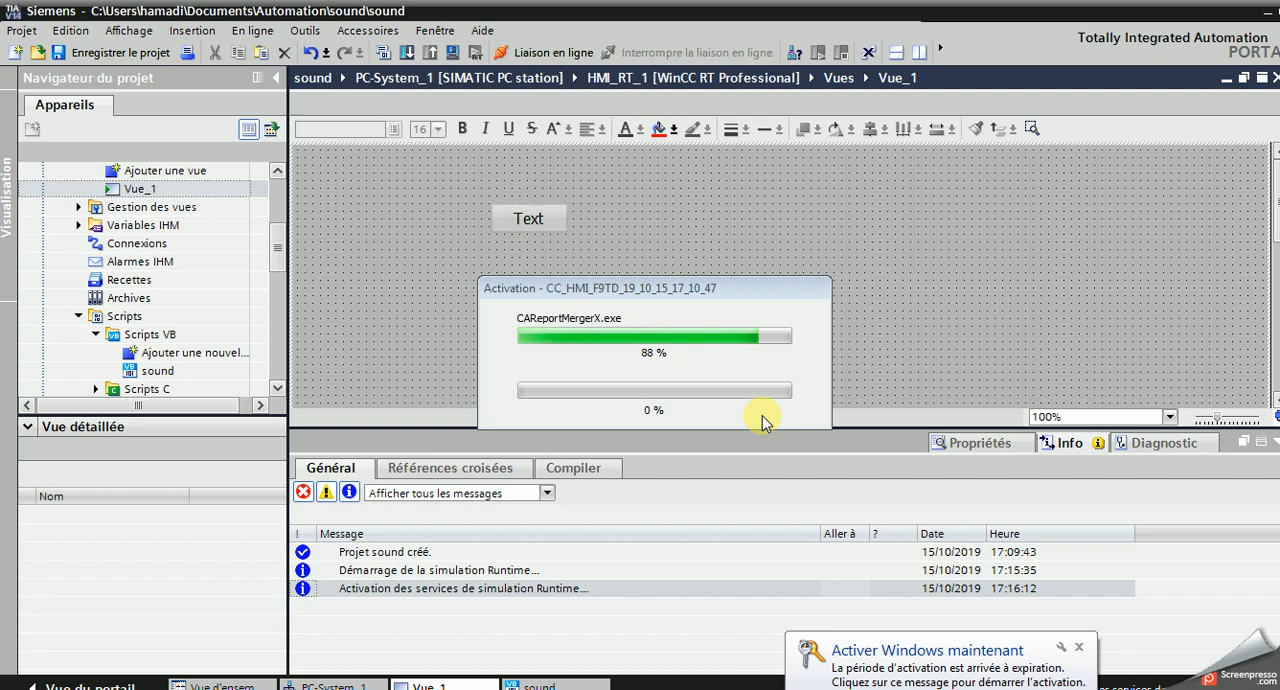 TIA V14 Siemens - C:\Users\hamadi\Documents\Automation\sound\sound
Projet Edition Affichage Insertion En ligne Outils Accessoires Fenêtre Aide
Totally Integrated Automation
PORTA
Enregistrer le projet Liaison en ligne Interrompre la liaison en ligne
Navigateur du projet
sound PC-System_1 [SIMATIC PC station] HMI_RT_1 [WinCC RT Professional] Vues Vue_1
Appareils
16 B I U S A A
Visualisation
Ajouter une vue
Vue_1
Gestion des vues
Variables IHM
Connexions
Alarmes IHM
Recettes
Archives
Scripts
Scripts VB
Ajouter une nouvel...
sound
Scripts C
Text
Activation - CC_HMI_F9TD_19_10_15_17_10_47
CAReportMergerX.exe
88 %
0 %
100%
Vue détaillée
Nom
Propriétés Info Diagnostic
Général Références croisées Compiler
Afficher tous les messages
! Message Aller à ? Date Heure
Projet sound créé. 15/10/2019 17:09:43
Démarrage de la simulation Runtime... 15/10/2019 17:15:35
Activation des services de simulation Runtime... 15/10/2019 17:16:12
Activer Windows maintenant
La période d'activation est arrivée à expiration.
Cliquez sur ce message pour démarrer l'activation.
Screenpresso
.com
Vue du portail Vue d'ensem... PC-System_1 Vue_1 sound